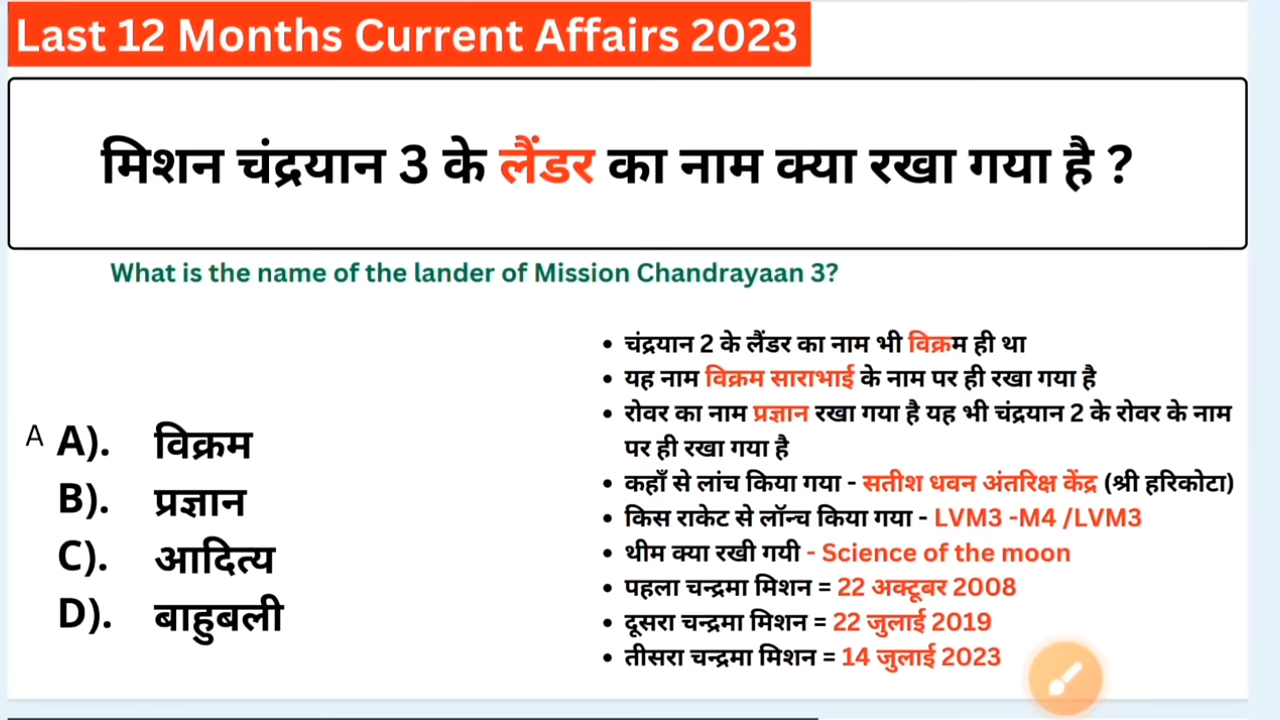 Last 12 Months Current Affairs 2023
मिशन चंद्रयान 3 के लैंडर का नाम क्या रखा गया है ?
What is the name of the lander of Mission Chandrayaan 3?
A A). विक्रम
B). प्रज्ञान
C). आदित्य
D). बाहुबली
• चंद्रयान 2 के लैंडर का नाम भी विक्रम ही था
• यह नाम विक्रम साराभाई के नाम पर ही रखा गया है
• रोवर का नाम प्रज्ञान रखा गया है यह भी चंद्रयान 2 के रोवर के नाम
पर ही रखा गया है
• कहाँ से लांच किया गया - सतीश धवन अंतरिक्ष केंद्र (श्री हरिकोटा)
• किस राकेट से लॉन्च किया गया - LVM3 -M4 /LVM3
• थीम क्या रखी गयी - Science of the moon
• पहला चन्द्रमा मिशन = 22 अक्टूबर 2008
• दूसरा चन्द्रमा मिशन = 22 जुलाई 2019
• तीसरा चन्द्रमा मिशन = 14 जुलाई 2023